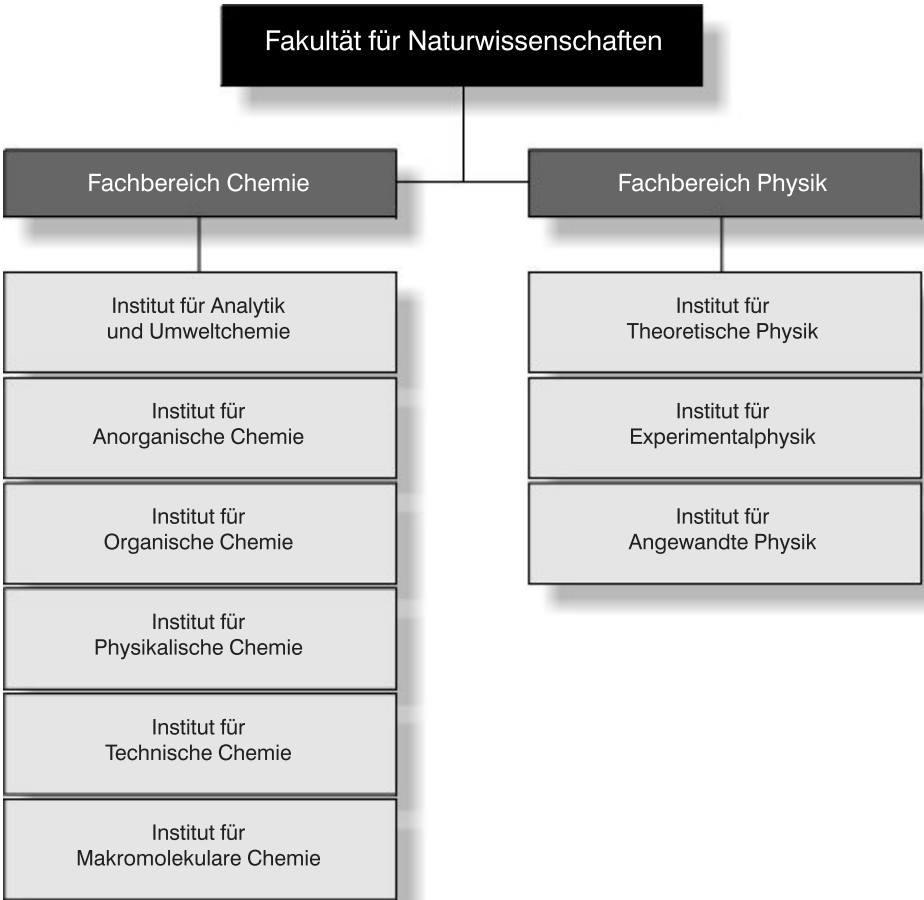 Fakultät für Naturwissenschaften
Fachbereich Chemie
Institut für Analytik
und Umweltchemie
Institut für
Anorganische Chemie
Institut für
Organische Chemie
Institut für
Physikalische Chemie
Institut für
Technische Chemie
Institut für
Makromolekulare Chemie
Fachbereich Physik
Institut für
Theoretische Physik
Institut für
Experimentalphysik
Institut für
Angewandte Physik